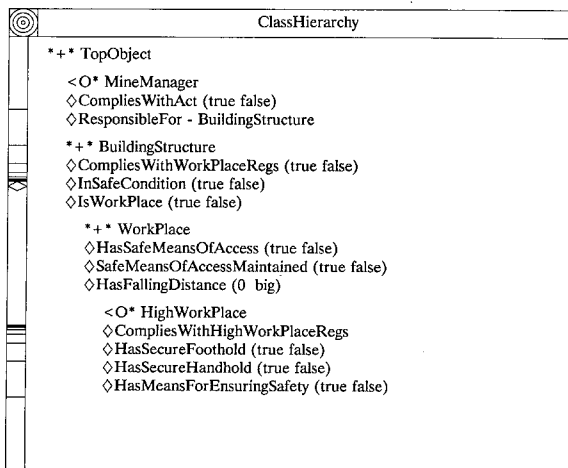 ClassHierarchy
*+* TopObject
<O* MineManager
◇CompliesWithAct (true false)
◇ResponsibleFor - BuildingStructure
*+* BuildingStructure
◇CompliesWithWorkPlaceRegs (true false)
◇InSafeCondition (true false)
◇IsWorkPlace (true false)
*+* WorkPlace
◇HasSafeMeansOfAccess (true false)
◇SafeMeansOfAccessMaintained (true false)
◇HasFallingDistance (0 big)
<O* HighWorkPlace
◇CompliesWithHighWorkPlaceRegs
◇HasSecureFoothold (true false)
◇HasSecureHandhold (true false)
◇HasMeansForEnsuringSafety (true false)